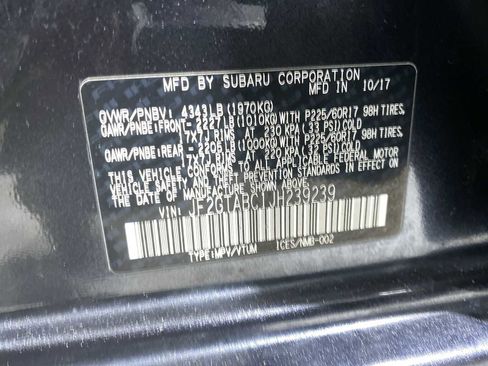 MFD BY SUBARU CORPORATION
MFD IN 10/17
GVWR/PNBV: 4343LB(1970KG)
GAWR/PNBE:FRONT- 2227LB(1010KG)WITH P225/60R17 98H TIRES,
17X7J RIMS AT 230 KPA(33 PSI)COLD
GAWR/PNBE:REAR- 2205LB(1000KG)WITH P225/60R17 98H TIRES,
17X7J RIMS AT 220 KPA(32 PSI)COLD
THIS VEHICLE CONFORMS TO ALL APPLICABLE FEDERAL MOTOR
VEHICLE SAFETY, BUMPER, AND THEFT PREVENTION
STANDARDS IN EFFECT ON THE
DATE OF MANUFACTURE SHOWN ABOVE
VIN: JF2GTABC1JH239239
TYPE:MPV/VTUM ICES/NMB-002